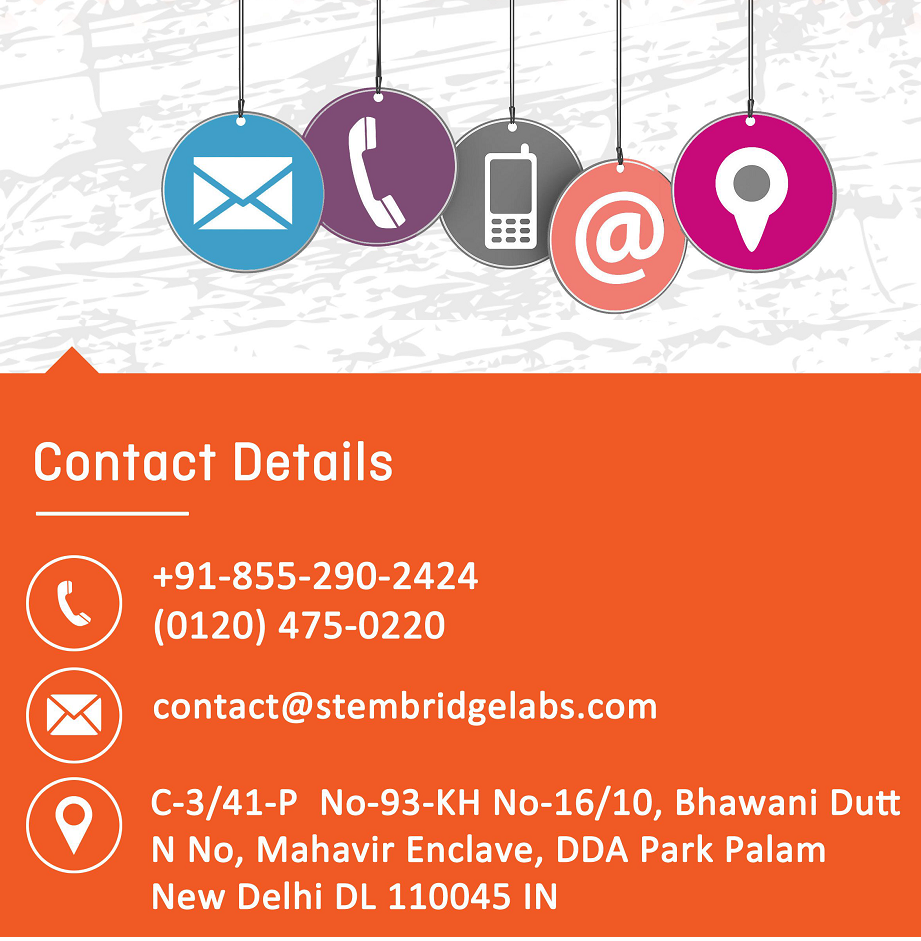 Contact Details
+91-855-290-2424
(0120) 475-0220
contact@stembridgelabs.com
C-3/41-P  No-93-KH No-16/10, Bhawani Dutt
N No, Mahavir Enclave, DDA Park Palam
New Delhi DL 110045 IN